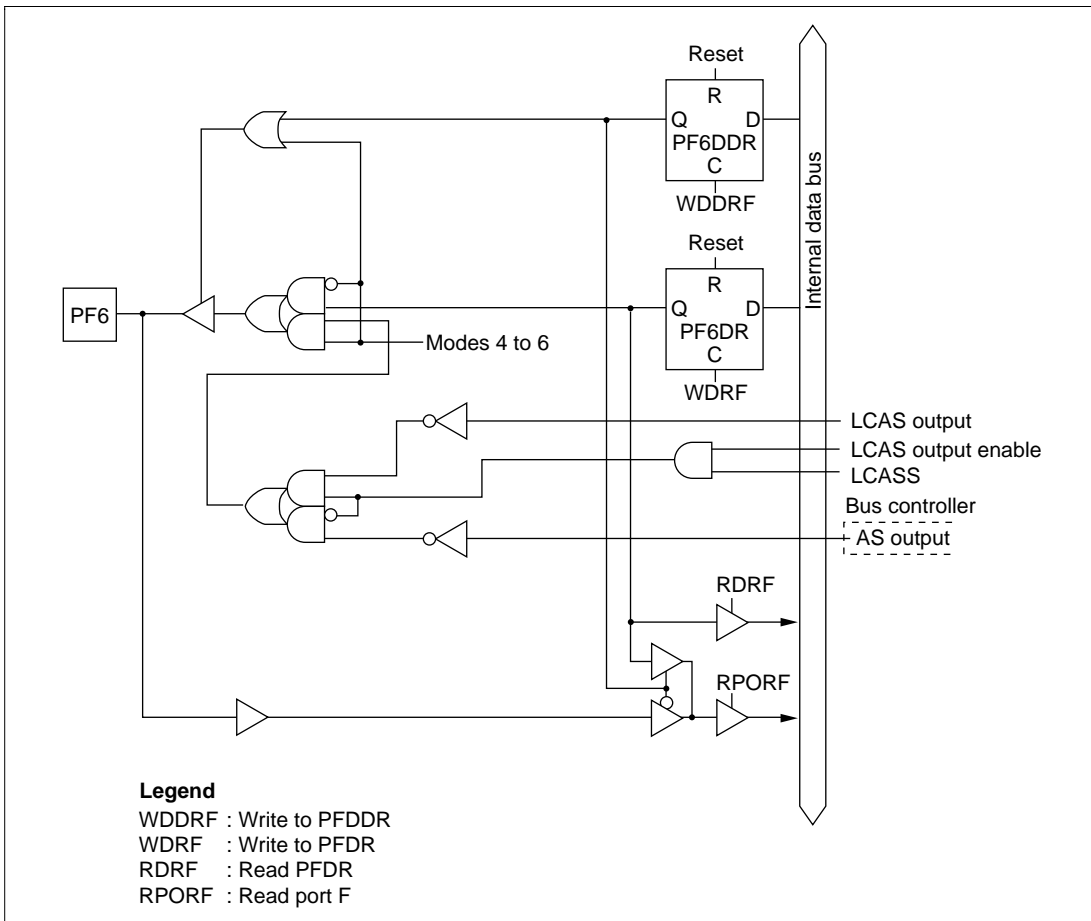 Reset
R
Q D
PF6DDR
C
WDDRF
Internal data bus
Reset
R
Q D
PF6DR
C
WDRF
PF6
Modes 4 to 6
LCAS output
LCAS output enable
LCASS
Bus controller
AS output
RDRF
RPORF
Legend
WDDRF : Write to PFDDR
WDRF : Write to PFDR
RDRF : Read PFDR
RPORF : Read port F